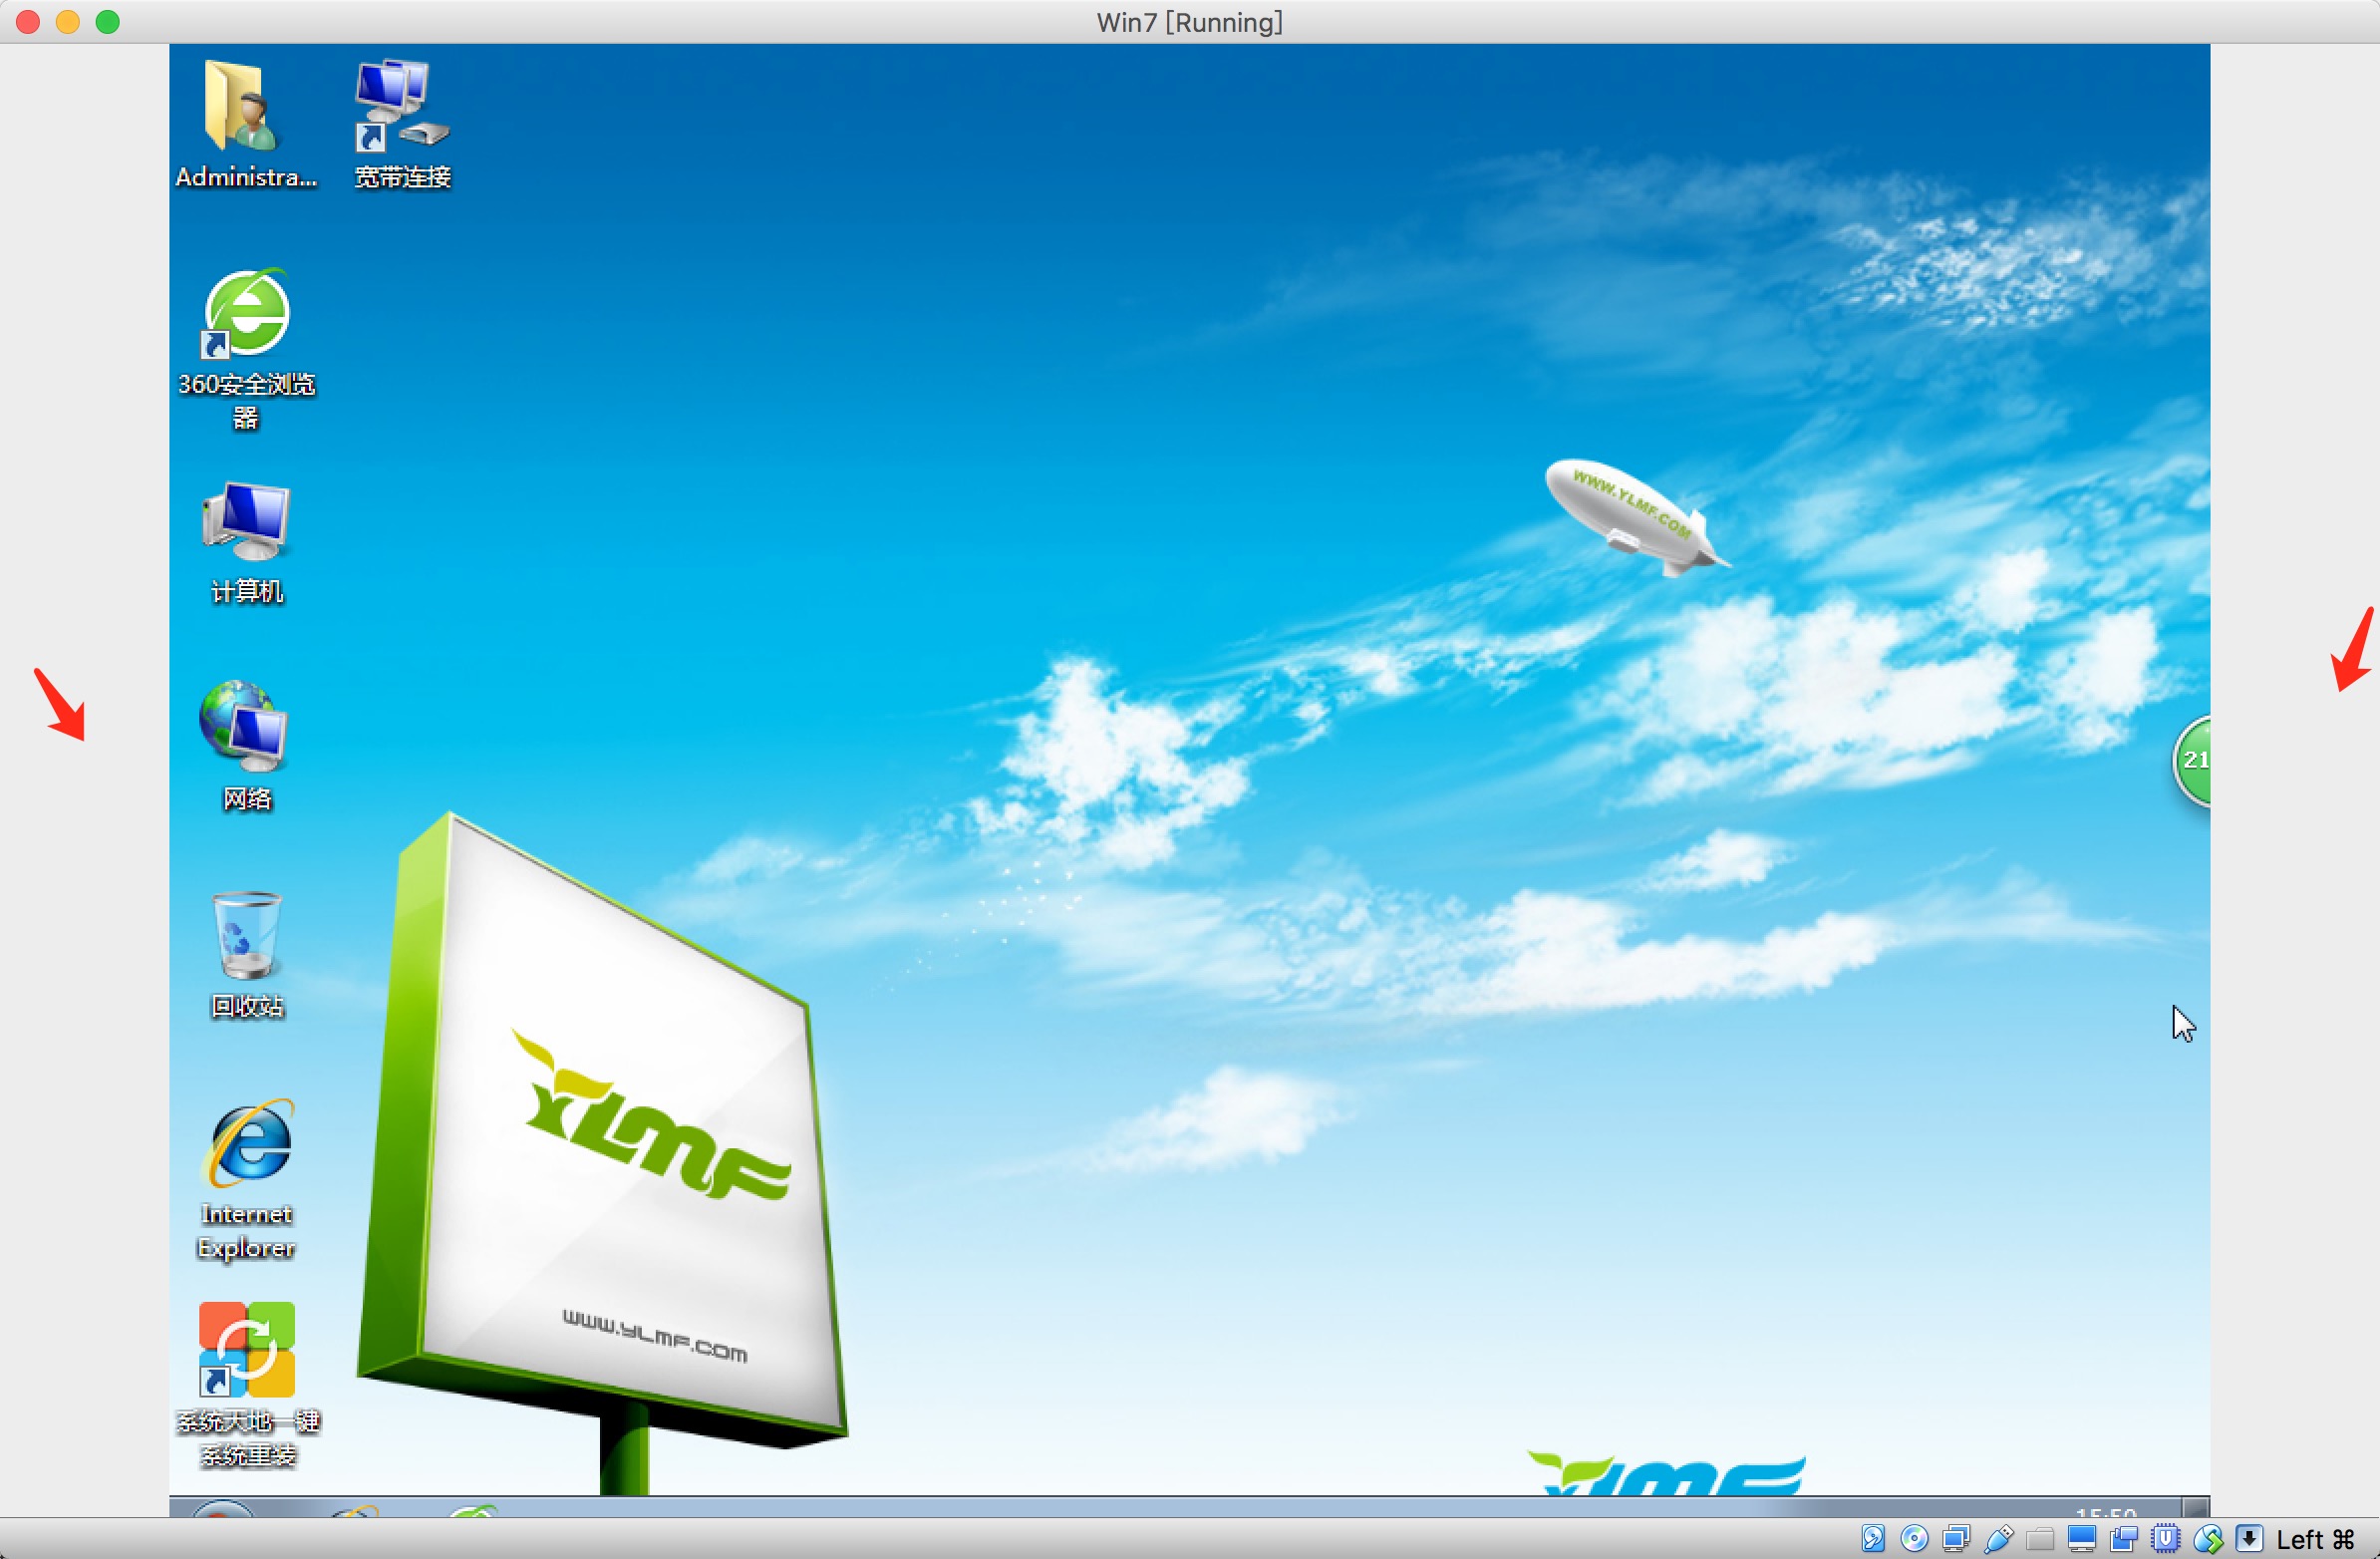 Win7 [Running]
Administra...
宽带连接
360安全浏览
器
计算机
WWW.YLMF.COM
网络
21
回收站
YLMF
www.YLMF.com
Internet
Explorer
系统天地一键
系统重装
YLMF
15:50
Left ⌘